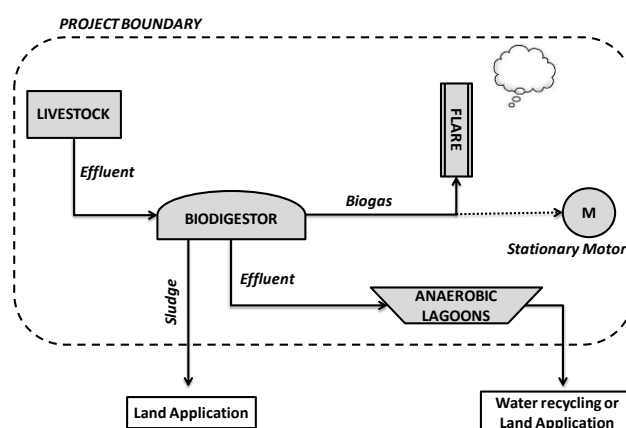 PROJECT BOUNDARY
LIVESTOCK
FLARE
Effluent
Biogas
BIODIGESTOR
M
Stationary Motor
Sludge
Effluent
ANAEROBIC
LAGOONS
Land Application
Water recycling or
Land Application